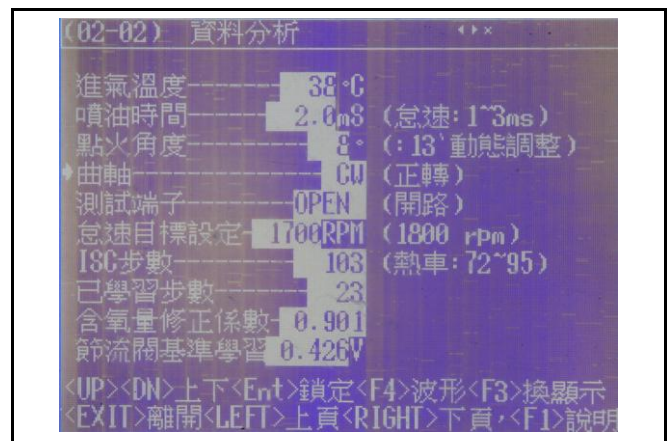 (02-02) 資料分析
進氣溫度 38°C
噴油時間 2.0mS (怠速:1~3ms)
點火角度 8° (:13`動態調整)
曲軸 CW (正轉)
測試端子 OPEN (開路)
怠速目標設定 1700RPM (1800 rpm)
ISC步數 103 (熱車:72~95)
已學習步數 23
含氧量修正係數 0.901
節流閥基準學習 0.426V
<UP><DN>上下<Ent>鎖定<F4>波形<F3>換顯示
<EXIT>離開<LEFT>上頁<RIGHT>下頁,<F1>說明